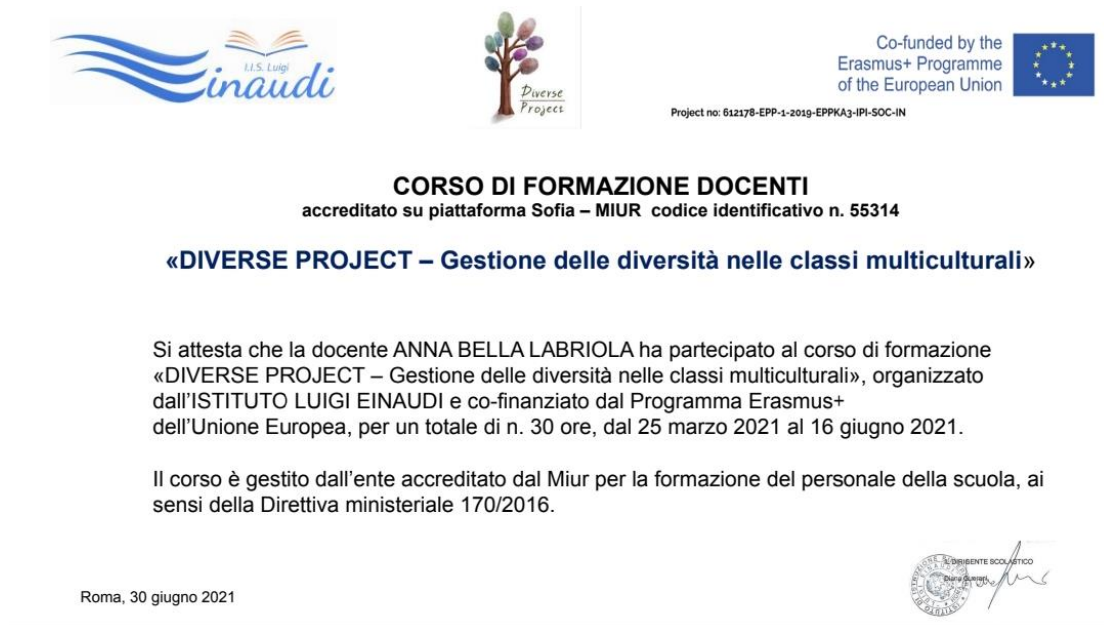 I.I.S. Luigi
Einaudi
Diverse
Project
Co-funded by the
Erasmus+ Programme
of the European Union
Project no: 612178-EPP-1-2019-EPPKA3-IPI-SOC-IN
CORSO DI FORMAZIONE DOCENTI
accreditato su piattaforma Sofia – MIUR codice identificativo n. 55314
«DIVERSE PROJECT – Gestione delle diversità nelle classi multiculturali»
Si attesta che la docente ANNA BELLA LABRIOLA ha partecipato al corso di formazione
«DIVERSE PROJECT – Gestione delle diversità nelle classi multiculturali», organizzato
dall'ISTITUTO LUIGI EINAUDI e co-finanziato dal Programma Erasmus+
dell'Unione Europea, per un totale di n. 30 ore, dal 25 marzo 2021 al 16 giugno 2021.
Il corso è gestito dall'ente accreditato dal Miur per la formazione del personale della scuola, ai
sensi della Direttiva ministeriale 170/2016.
IL DIRIGENTE SCOLASTICO
Roma, 30 giugno 2021